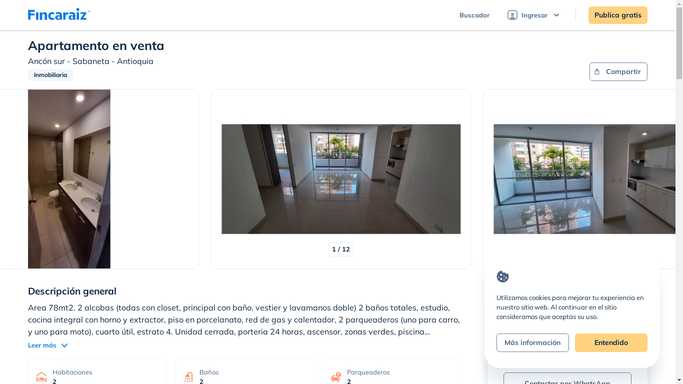 Fincaraiz
Buscador
Ingresar
Publica gratis
Apartamento en venta
Ancón sur - Sabaneta - Antioquia
Inmobiliaria
Compartir
1 / 12
Descripción general
Area 78mt2. 2 alcobas (todas con closet, principal con baño, vestier y lavamanos doble) 2 baños totales, estudio,
cocina integral con horno y extractor, piso en porcelanato, red de gas y calentador, 2 parqueaderos (uno para carro,
y uno para moto), cuarto útil, estrato 4. Unidad cerrada, porteria 24 horas, ascensor, zonas verdes, piscina...
Leer más
Habitaciones
2
Baños
2
Parqueaderos
2
Utilizamos cookies para mejorar tu experiencia en
nuestro sitio web. Al continuar en el sitio
consideramos que aceptas su uso.
Más información
Entendido
Contactar por WhatsApp